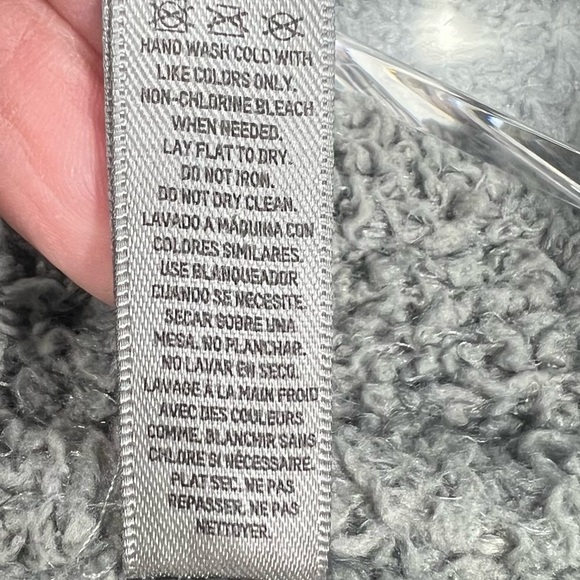 HAND WASH COLD WITH
LIKE COLORS ONLY.
NON-CHLORINE BLEACH
WHEN NEEDED.
LAY FLAT TO DRY.
DO NOT IRON.
DO NOT DRY CLEAN.
LAVADO A MÁQUINA CON
COLORES SIMILARES.
USE BLANQUEADOR
CUANDO SE NECESITE.
SECAR SOBRE UNA
MESA. NO PLANCHAR.
NO LAVAR EN SECO.
LAVAGE À LA MAIN FROID
AVEC DES COULEURS
COMME. BLANCHIR SANS
CHLORE SI NÉCESSAIRE.
PLAT SEC. NE PAS
REPASSER. NE PAS
NETTOYER.